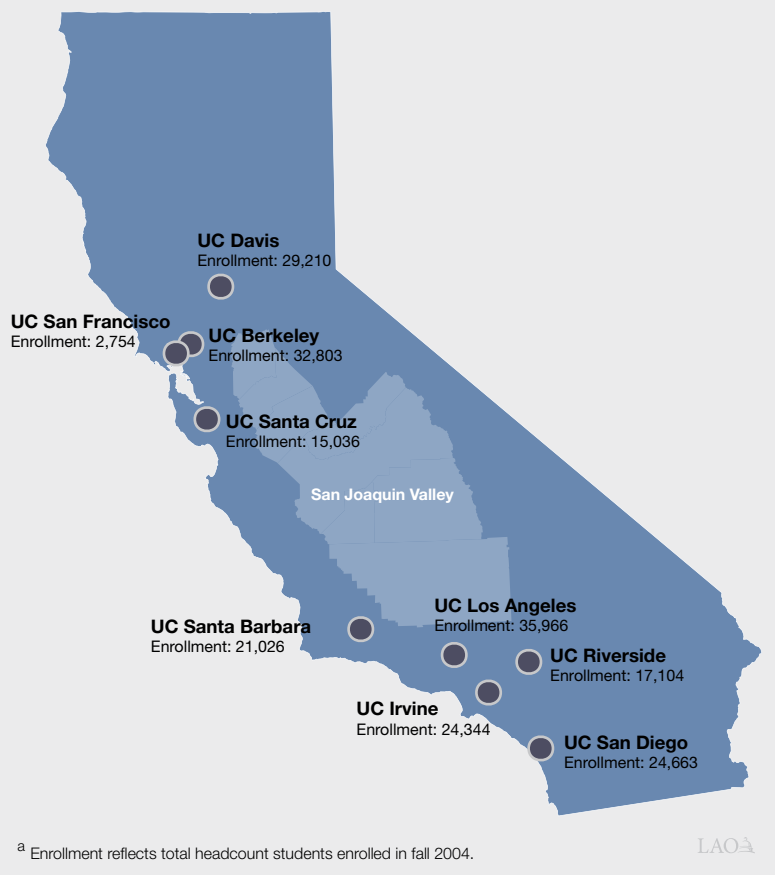 UC Davis
Enrollment: 29,210
UC San Francisco
Enrollment: 2,754
UC Berkeley
Enrollment: 32,803
UC Santa Cruz
Enrollment: 15,036
San Joaquin Valley
UC Los Angeles
Enrollment: 35,966
UC Santa Barbara
Enrollment: 21,026
UC Riverside
Enrollment: 17,104
UC Irvine
Enrollment: 24,344
UC San Diego
Enrollment: 24,663
a Enrollment reflects total headcount students enrolled in fall 2004.
LAO